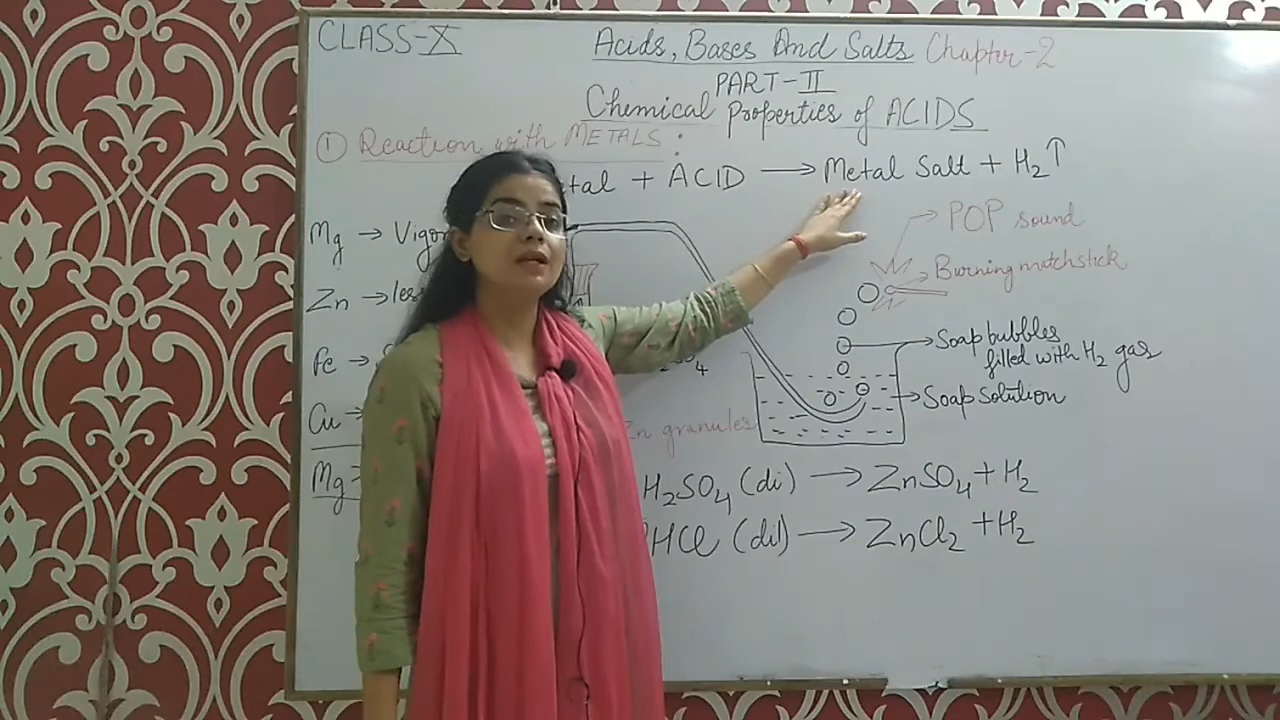 CLASS-X
Acids, Bases And Salts Chapter-2
PART-II
Chemical Properties of ACIDS
① Reaction with METALS:
tal + ACID → Metal Salt + H₂↑
POP sound
Mg → Vigor
Burning matchstick
Zn → les
Soap bubbles
filled with H₂ gas
Fe →
4
Soap Solution
Cu →
Zn granules
Mg
H₂SO₄ (di) → ZnSO₄ + H₂
HCl (dil) → ZnCl₂ + H₂